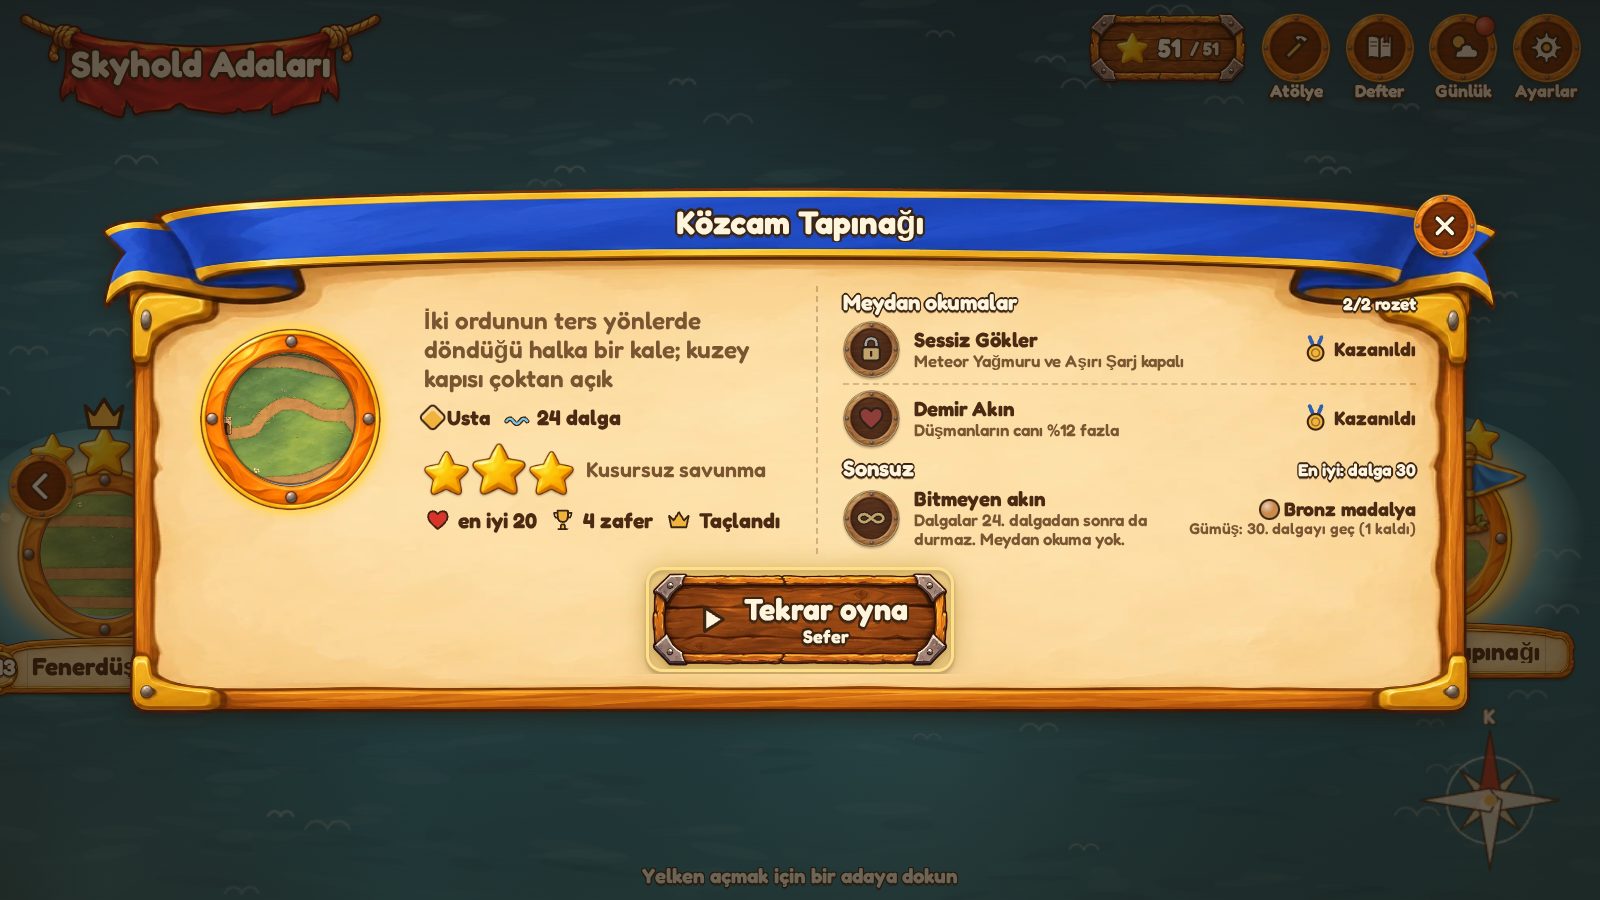 Skyhold Adaları
51 / 51
Atölye
Defter
Günlük
Ayarlar
Közcam Tapınağı
İki ordunun ters yönlerde
döndüğü halka bir kale; kuzey
kapısı çoktan açık
Usta
24 dalga
Kusursuz savunma
en iyi 20
4 zafer
Taçlandı
Meydan okumalar
2/2 rozet
Sessiz Gökler
Meteor Yağmuru ve Aşırı Şarj kapalı
Kazanıldı
Demir Akın
Düşmanların canı %12 fazla
Kazanıldı
Sonsuz
En iyi: dalga 30
Bitmeyen akın
Dalgalar 24. dalgadan sonra da
durmaz. Meydan okuma yok.
Bronz madalya
Gümüş: 30. dalgayı geç (1 kaldı)
Tekrar oyna
Sefer
K
Yelken açmak için bir adaya dokun